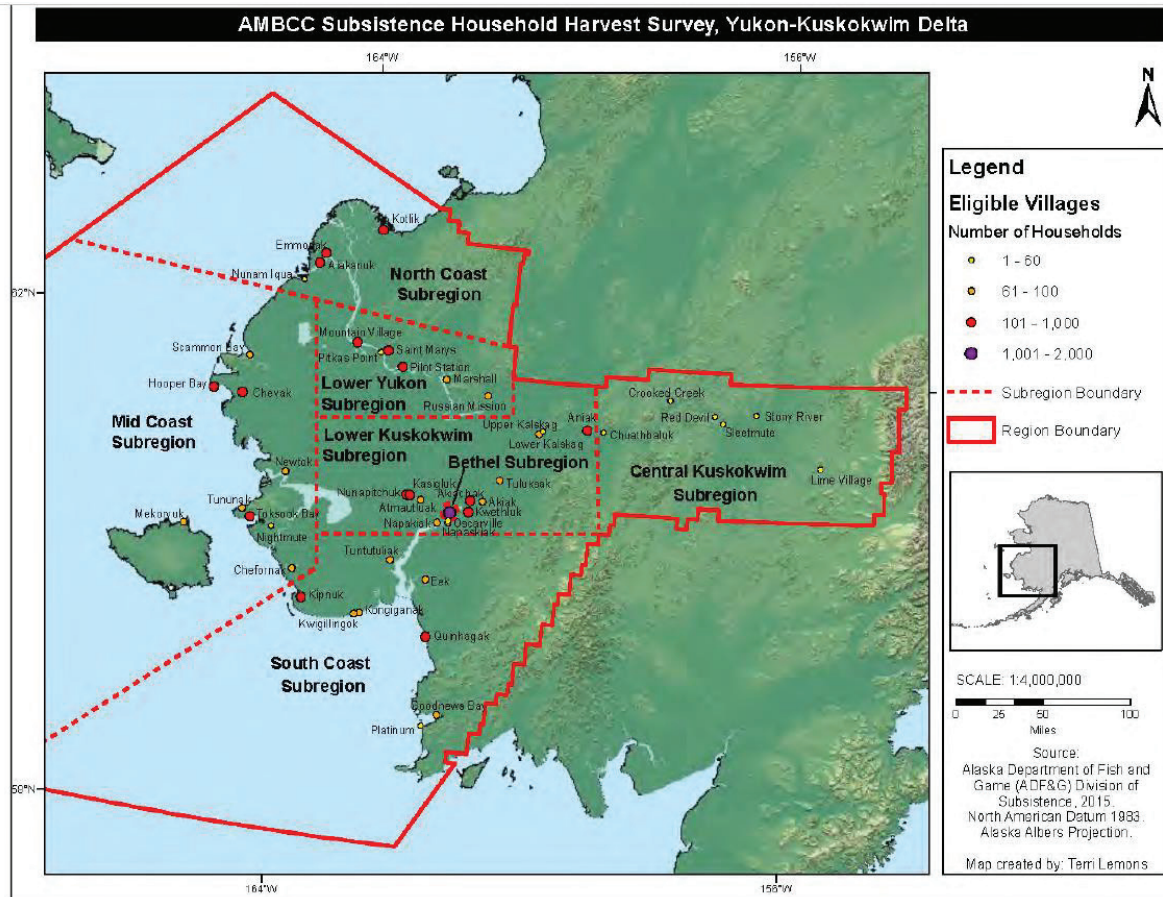 AMBCC Subsistence Household Harvest Survey, Yukon-Kuskokwim Delta
164°W
156°W
N
Kotlik
Emmonak
Alakanuk
Nunam Iqua
North Coast
Subregion
62°N
Mountain Village
Saint Marys
Pitkas Point
Pilot Station
Scammon Bay
Marshall
Hooper Bay
Chevak
Lower Yukon
Subregion
Russian Mission
Crooked Creek
Red Devil
Stony River
Sleetmute
Mid Coast
Subregion
Lower Kuskokwim
Subregion
Upper Kalskag
Aniak
Lower Kalskag
Chuathbaluk
Bethel Subregion
Central Kuskokwim
Subregion
Lime Village
Newtok
Kasigluk
Tuluksak
Nunapitchuk
Akiachak
Akiak
Tununak
Atmautluak
Kwethluk
Mekoryuk
Toksook Bay
Napakiak
Oscarville
Napaskiak
Nightmute
Tuntutuliak
Chefornak
Eek
Kipnuk
Kongiganak
Kwigillingok
Quinhagak
South Coast
Subregion
Goodnews Bay
Platinum
58°N
164°W
156°W
Legend
Eligible Villages
Number of Households
1 - 60
61 - 100
101 - 1,000
1,001 - 2,000
Subregion Boundary
Region Boundary
SCALE: 1:4,000,000
0 25 50 100
Miles
Source:
Alaska Department of Fish and
Game (ADF&G) Division of
Subsistence, 2015.
North American Datum 1983.
Alaska Albers Projection.
Map created by: Terri Lemons